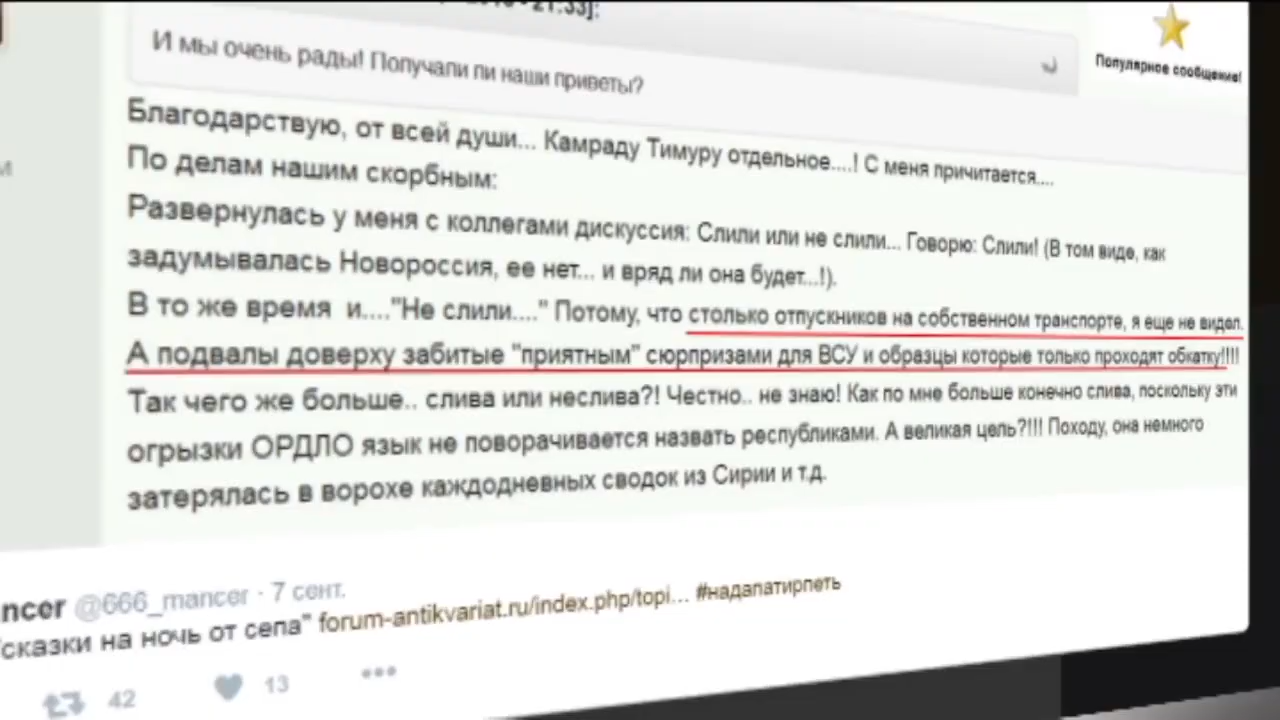 21:33]:
И мы очень рады! Получали ли наши приветы?
Популярное сообщение!
Благодарствую, от всей души... Камраду Тимуру отдельное....! С меня причитается....
По делам нашим скорбным:
Развернулась у меня с коллегами дискуссия: Слили или не слили... Говорю: Слили! (В том виде, как
задумывалась Новороссия, ее нет... и вряд ли она будет...!).
В то же время и...."Не слили...." Потому, что столько отпускников на собственном транспорте, я еще не видел.
А подвалы доверху забитые "приятным" сюрпризами для ВСУ и образцы которые только проходят обкатку!!!!
Так чего же больше.. слива или неслива?! Честно.. не знаю! Как по мне больше конечно слива, поскольку эти
огрызки ОРДЛО язык не поворачивается назвать республиками. А великая цель?!!! Походу, она немного
затерялась в ворохе каждодневных сводок из Сирии и т.д.
ncer @666_mancer · 7 сент.
"сказки на ночь от сепа" forum-antikvariat.ru/index.php/topi... #надапатирпеть
42 13